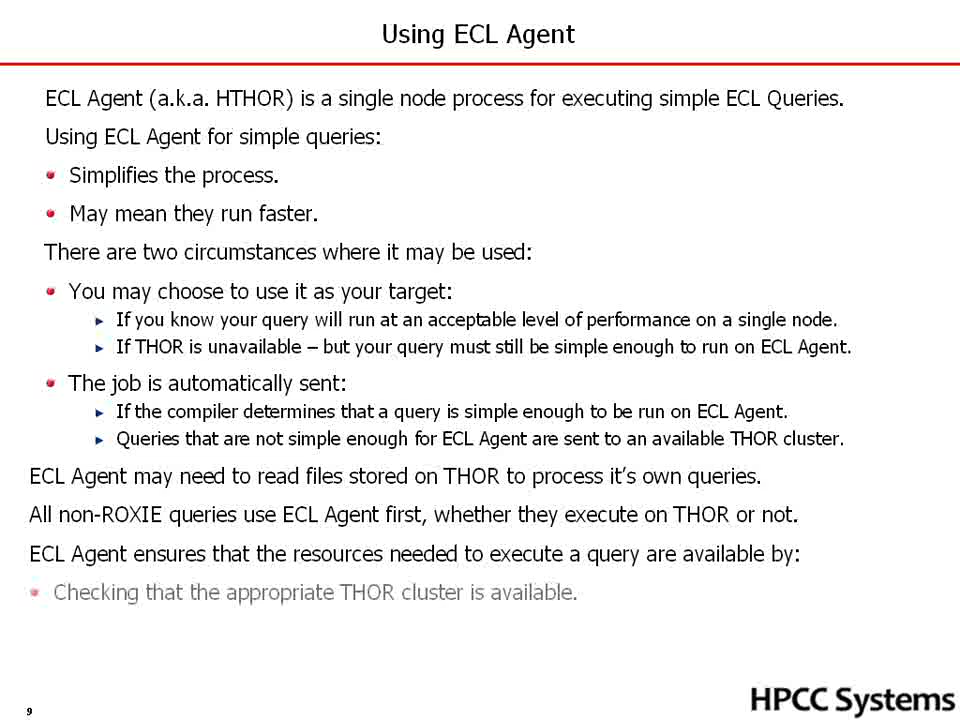 Using ECL Agent
ECL Agent (a.k.a. HTHOR) is a single node process for executing simple ECL Queries.
Using ECL Agent for simple queries:
Simplifies the process.
May mean they run faster.
There are two circumstances where it may be used:
You may choose to use it as your target:
If you know your query will run at an acceptable level of performance on a single node.
If THOR is unavailable – but your query must still be simple enough to run on ECL Agent.
The job is automatically sent:
If the compiler determines that a query is simple enough to be run on ECL Agent.
Queries that are not simple enough for ECL Agent are sent to an available THOR cluster.
ECL Agent may need to read files stored on THOR to process it’s own queries.
All non-ROXIE queries use ECL Agent first, whether they execute on THOR or not.
ECL Agent ensures that the resources needed to execute a query are available by:
Checking that the appropriate THOR cluster is available.
9
HPCC Systems